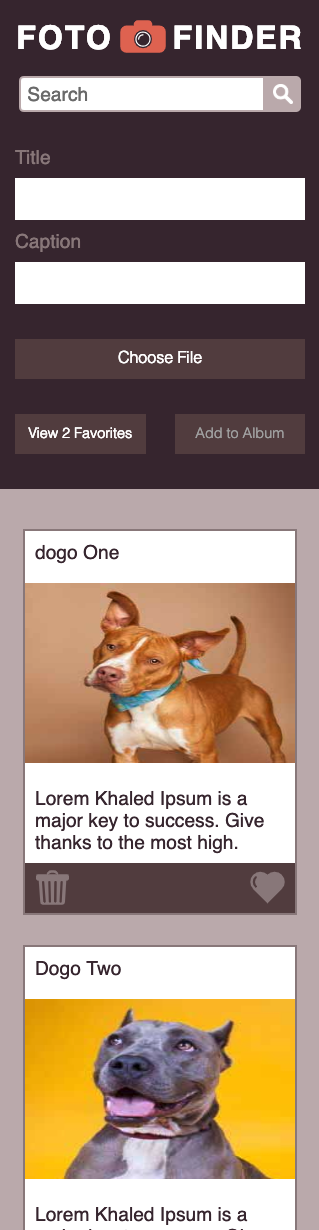 FOTO FINDER
Search
Title
Caption
Choose File
View 2 Favorites Add to Album
dogo One
Lorem Khaled Ipsum is a
major key to success. Give
thanks to the most high.
Dogo Two
Lorem Khaled Ipsum is a